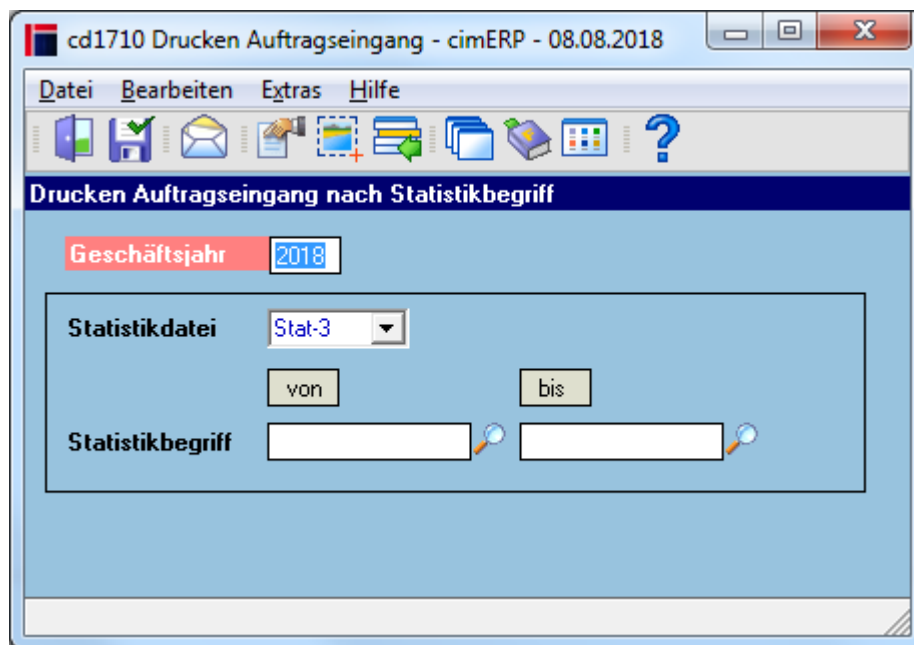 cd1710 Drucken Auftragseingang - cimERP - 08.08.2018
Datei Bearbeiten Extras Hilfe
Drucken Auftragseingang nach Statistikbegriff
Geschäftsjahr 2018
Statistikdatei Stat-3
von bis
Statistikbegriff